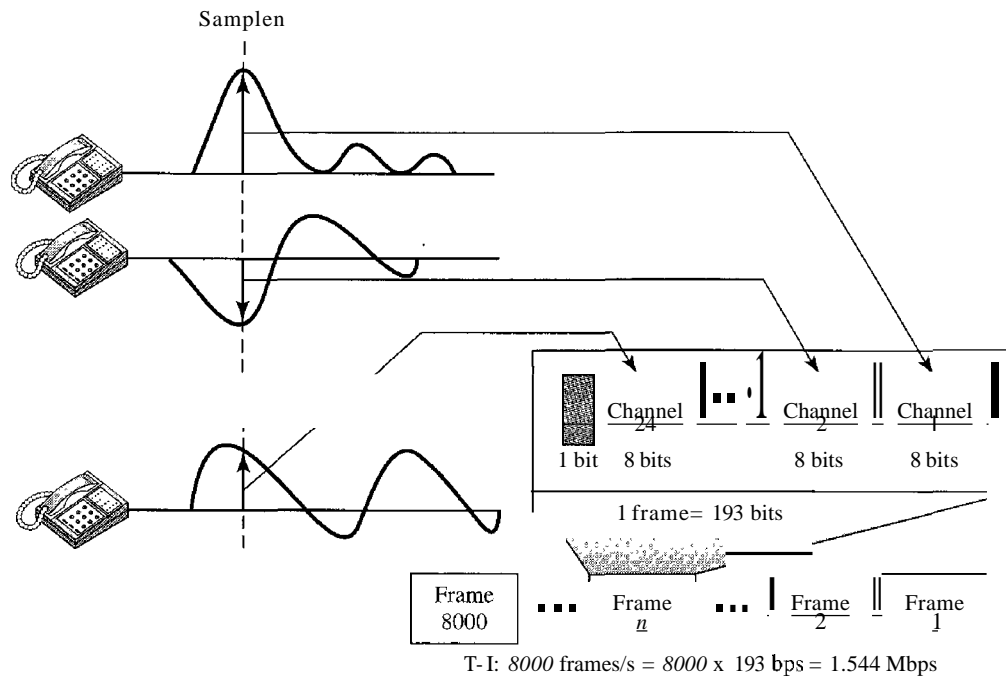 Samplen
Channel Channel Channel
24 2 1
1 bit 8 bits 8 bits 8 bits
1 frame= 193 bits
Frame Frame Frame Frame
8000 n 2 1
T-I: 8000 frames/s = 8000 x 193 bps = 1.544 Mbps